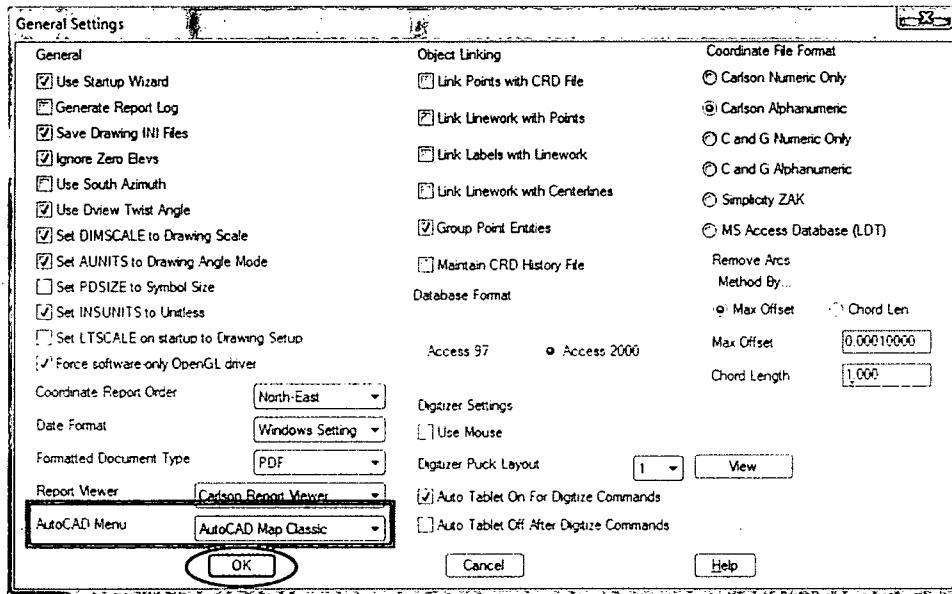 General Settings
General
Use Startup Wizard
Generate Report Log
Save Drawing INI Files
Ignore Zero Elevs
Use South Azimuth
Use Dview Twist Angle
Set DIMSCALE to Drawing Scale
Set AUNITS to Drawing Angle Mode
Set PDSIZE to Symbol Size
Set INSUNITS to Unitless
Set LTSCALE on startup to Drawing Setup
Force software-only OpenGL driver
Coordinate Report Order North-East
Date Format Windows Setting
Formatted Document Type PDF
Report Viewer Carlson Report Viewer
AutoCAD Menu AutoCAD Map Classic
Object Linking
Link Points with CRD File
Link Linework with Points
Link Labels with Linework
Link Linework with Centerlines
Group Point Entities
Maintain CRD History File
Database Format
Access 97 Access 2000
Digitizer Settings
Use Mouse
Digitizer Puck Layout 1 View
Auto Tablet On For Digitize Commands
Auto Tablet Off After Digitize Commands
Coordinate File Format
Carlson Numeric Only
Carlson Alphanumeric
C and G Numeric Only
C and G Alphanumeric
Simplicity ZAK
MS Access Database (LDT)
Remove Arcs
Method By...
Max Offset Chord Len
Max Offset 0.00010000
Chord Length 1.000
OK Cancel Help